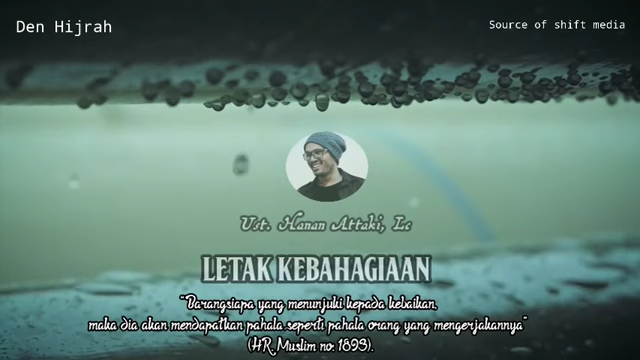 Den Hijrah
Source of shift media
Ust. Hanan Attaki, Lc
LETAK KEBAHAGIAAN
"Barangsiapa yang menunjuki kepada kebaikan,
maka dia akan mendapatkan pahala seperti pahala orang yang mengerjakannya"
(HR. Muslim no: 1893).